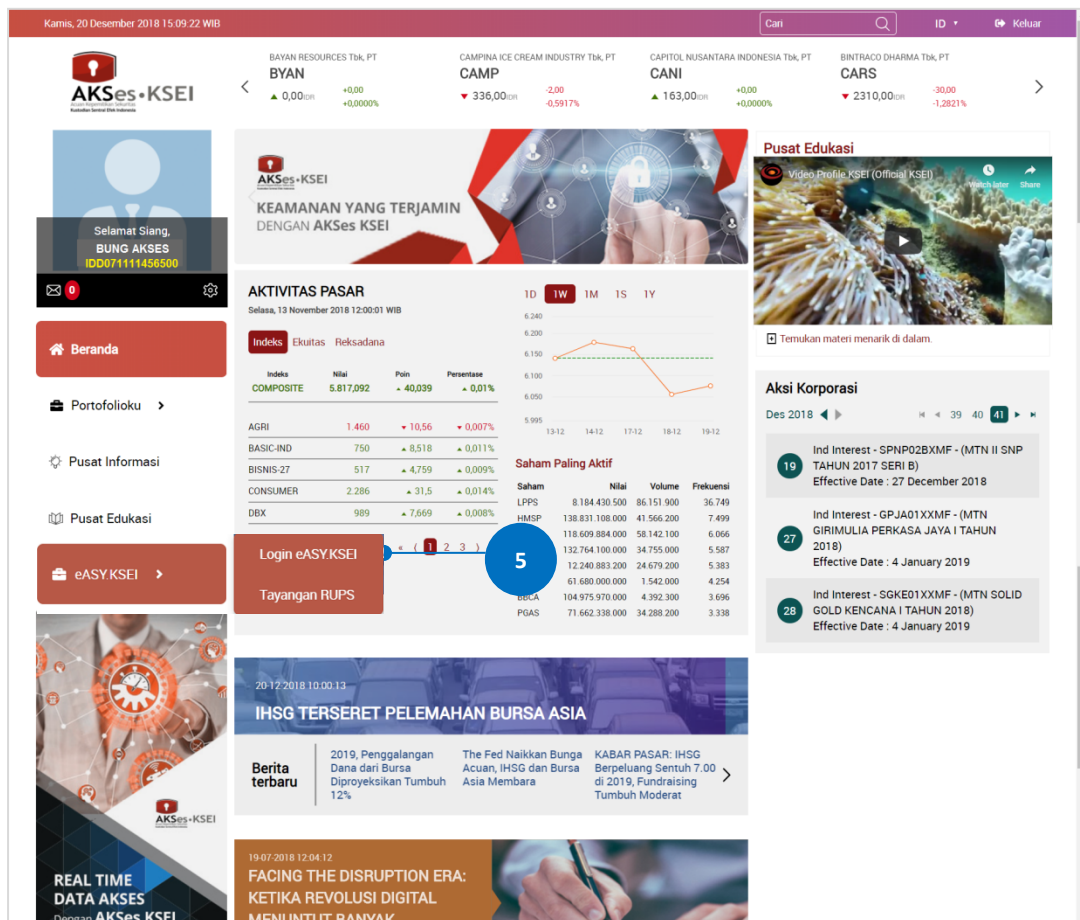 Kamis, 20 Desember 2018 15:09:22 WIB
Cari
ID
Keluar
AKSes•KSEI
Acuan Kepemilikan Sekuritas
Kustodian Sentral Efek Indonesia
BAYAN RESOURCES Tbk, PT
BYAN
0,00IDR
+0,00
+0,0000%
CAMPINA ICE CREAM INDUSTRY Tbk, PT
CAMP
336,00IDR
-2,00
-0,5917%
CAPITOL NUSANTARA INDONESIA Tbk, PT
CANI
163,00IDR
+0,00
+0,0000%
BINTRACO DHARMA Tbk, PT
CARS
2310,00IDR
-30,00
-1,2821%
Selamat Siang,
BUNG AKSES
IDD071111456500
0
Beranda
Portofolioku
Pusat Informasi
Pusat Edukasi
eASY.KSEI
Login eASY.KSEI
Tayangan RUPS
5
AKSes•KSEI
KEAMANAN YANG TERJAMIN
DENGAN AKSes KSEI
AKTIVITAS PASAR
Selasa, 13 November 2018 12:00:01 WIB
Indeks Ekuitas Reksadana
Indeks Nilai Poin Persentase
COMPOSITE 5.817,092 40,039 0,01%
AGRI 1.460 10,56 0,007%
BASIC-IND 750 8,518 0,011%
BISNIS-27 517 4,759 0,009%
CONSUMER 2.286 31,5 0,014%
DBX 989 7,669 0,008%
« ⟨ 1 2 3 ⟩
1D 1W 1M 1S 1Y
6.240
6.200
6.150
6.100
6.050
5.995
13-12 14-12 17-12 18-12 19-12
Saham Paling Aktif
Saham Nilai Volume Frekuensi
LPPS 8.184.430.500 86.151.900 36.749
HMSP 138.831.108.000 41.566.200 7.499
118.609.884.000 58.142.100 6.066
132.764.100.000 34.755.000 5.587
12.240.883.200 24.679.200 5.383
61.680.000.000 1.542.000 4.254
BBCA 104.975.970.000 4.392.300 3.696
PGAS 71.662.338.000 34.288.200 3.338
Pusat Edukasi
Video Profile KSEI (Official KSEI)
Watch later
Share
Temukan materi menarik di dalam.
Aksi Korporasi
Des 2018
39 40 41
19
Ind Interest - SPNP02BXMF - (MTN II SNP
TAHUN 2017 SERI B)
Effective Date : 27 December 2018
27
Ind Interest - GPJA01XXMF - (MTN
GIRIMULIA PERKASA JAYA I TAHUN
2018)
Effective Date : 4 January 2019
28
Ind Interest - SGKE01XXMF - (MTN SOLID
GOLD KENCANA I TAHUN 2018)
Effective Date : 4 January 2019
20-12-2018 10:00:13
IHSG TERSERET PELEMAHAN BURSA ASIA
Berita
terbaru
2019, Penggalangan
Dana dari Bursa
Diproyeksikan Tumbuh
12%
The Fed Naikkan Bunga
Acuan, IHSG dan Bursa
Asia Membara
KABAR PASAR: IHSG
Berpeluang Sentuh 7.00
di 2019, Fundraising
Tumbuh Moderat
19-07-2018 12:04:12
FACING THE DISRUPTION ERA:
KETIKA REVOLUSI DIGITAL
MENUNTUT BANYAK
AKSes•KSEI
REAL TIME
DATA AKSES
Dengan AKSes KSEI